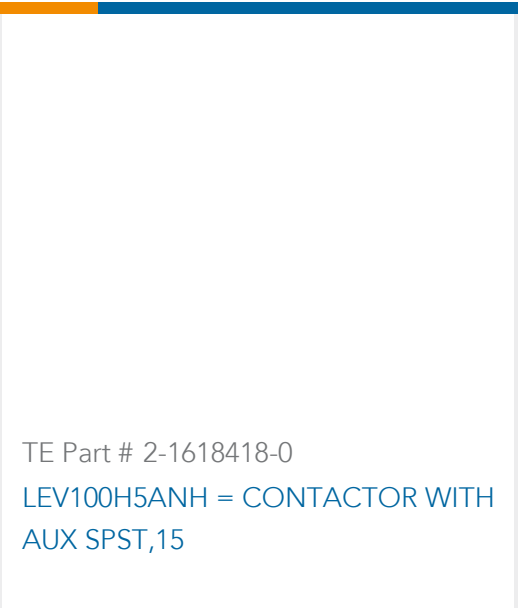 TE Part # 2-1618418-0
LEV100H5ANH = CONTACTOR WITH
AUX SPST,15